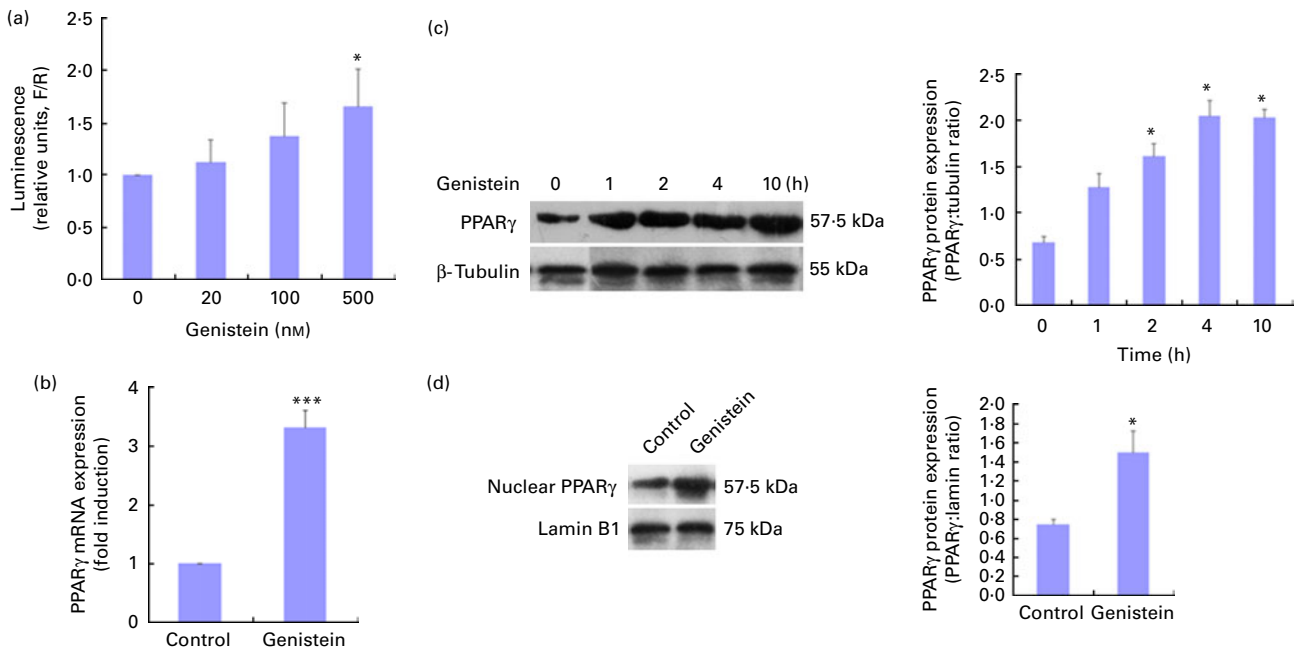 (a)
2·5
2·0
1·5
1·0
0·5
0·0
*
Luminescence
(relative units, F/R)
0 20 100 500
Genistein (nM)
(b)
4
3
2
1
0
***
PPARγ mRNA expression
(fold induction)
Control Genistein
(c)
Genistein 0 1 2 4 10 (h)
PPARγ 57·5 kDa
β-Tubulin 55 kDa
2·5
2·0
1·5
1·0
0·5
0·0
* * *
PPARγ protein expression
(PPARγ:tubulin ratio)
0 1 2 4 10
Time (h)
(d)
Control Genistein
Nuclear PPARγ 57·5 kDa
Lamin B1 75 kDa
2·0
1·8
1·6
1·4
1·2
1·0
0·8
0·6
0·4
0·2
0·0
*
PPARγ protein expression
(PPARγ:lamin ratio)
Control Genistein